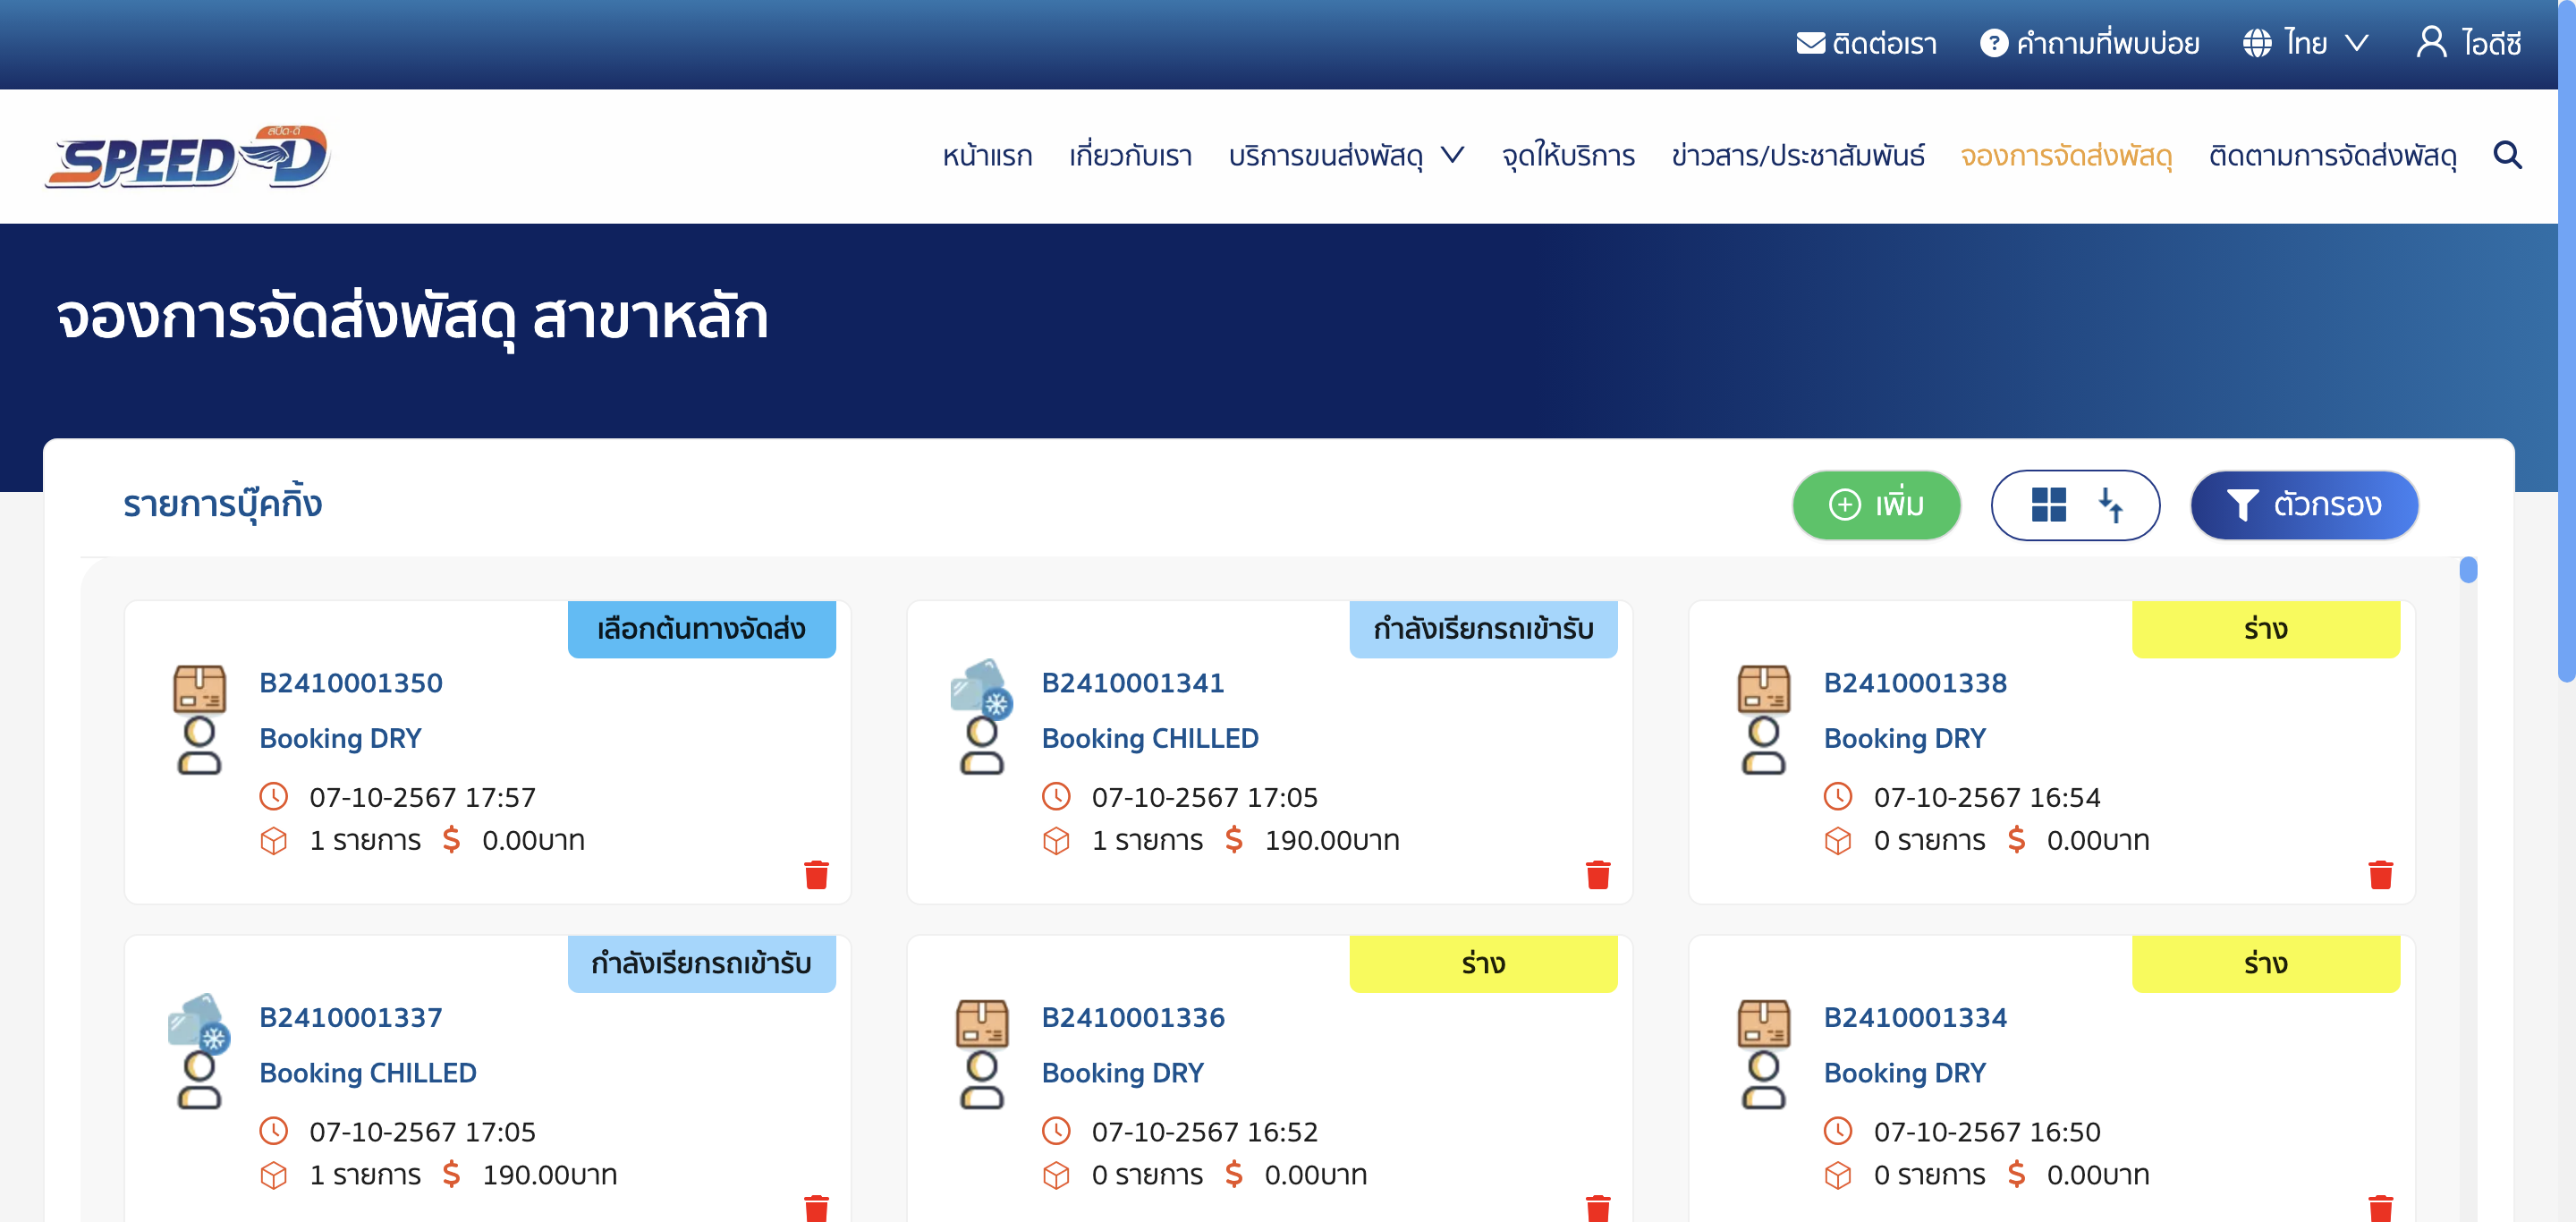 ติดต่อเรา คำถามที่พบบ่อย ไทย ไอดีซี
สปีด-ดี
SPEED-D
หน้าแรก เกี่ยวกับเรา บริการขนส่งพัสดุ จุดให้บริการ ข่าวสาร/ประชาสัมพันธ์ จองการจัดส่งพัสดุ ติดตามการจัดส่งพัสดุ
จองการจัดส่งพัสดุ สาขาหลัก
รายการบุ๊คกิ้ง
เพิ่ม
ตัวกรอง
เลือกต้นทางจัดส่ง
B2410001350
Booking DRY
07-10-2567 17:57
1 รายการ $ 0.00บาท
กำลังเรียกรถเข้ารับ
B2410001341
Booking CHILLED
07-10-2567 17:05
1 รายการ $ 190.00บาท
ร่าง
B2410001338
Booking DRY
07-10-2567 16:54
0 รายการ $ 0.00บาท
กำลังเรียกรถเข้ารับ
B2410001337
Booking CHILLED
07-10-2567 17:05
1 รายการ $ 190.00บาท
ร่าง
B2410001336
Booking DRY
07-10-2567 16:52
0 รายการ $ 0.00บาท
ร่าง
B2410001334
Booking DRY
07-10-2567 16:50
0 รายการ $ 0.00บาท